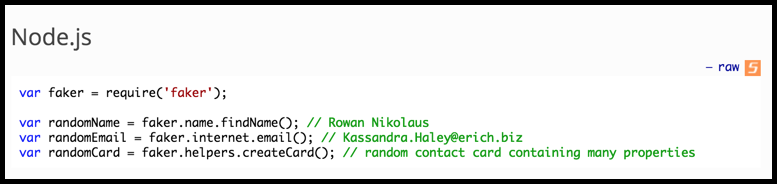 Node.js
– raw S
var faker = require('faker');
var randomName = faker.name.findName(); // Rowan Nikolaus
var randomEmail = faker.internet.email(); // Kassandra.Haley@erich.biz
var randomCard = faker.helpers.createCard(); // random contact card containing many properties